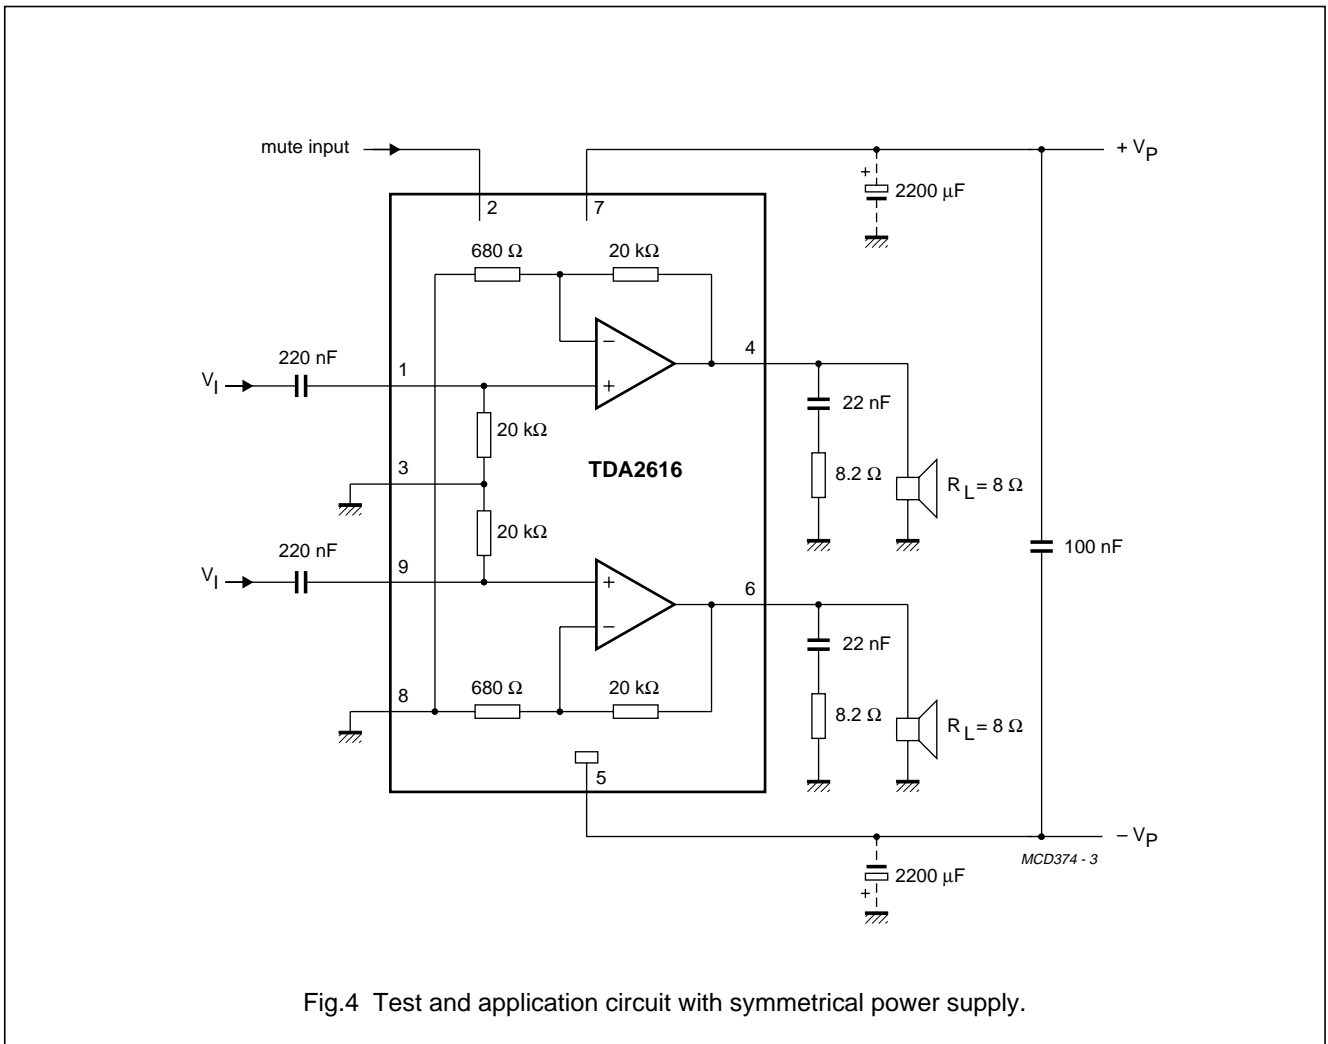 mute input
+ VP
2
7
+
2200 μF
680 Ω
20 kΩ
4
−
220 nF
1
VI
+
22 nF
20 kΩ
3
TDA2616
8.2 Ω
RL = 8 Ω
20 kΩ
220 nF
100 nF
9
VI
+
6
−
22 nF
8
680 Ω
20 kΩ
8.2 Ω
RL = 8 Ω
5
− VP
MCD374 - 3
2200 μF
+
Fig.4 Test and application circuit with symmetrical power supply.